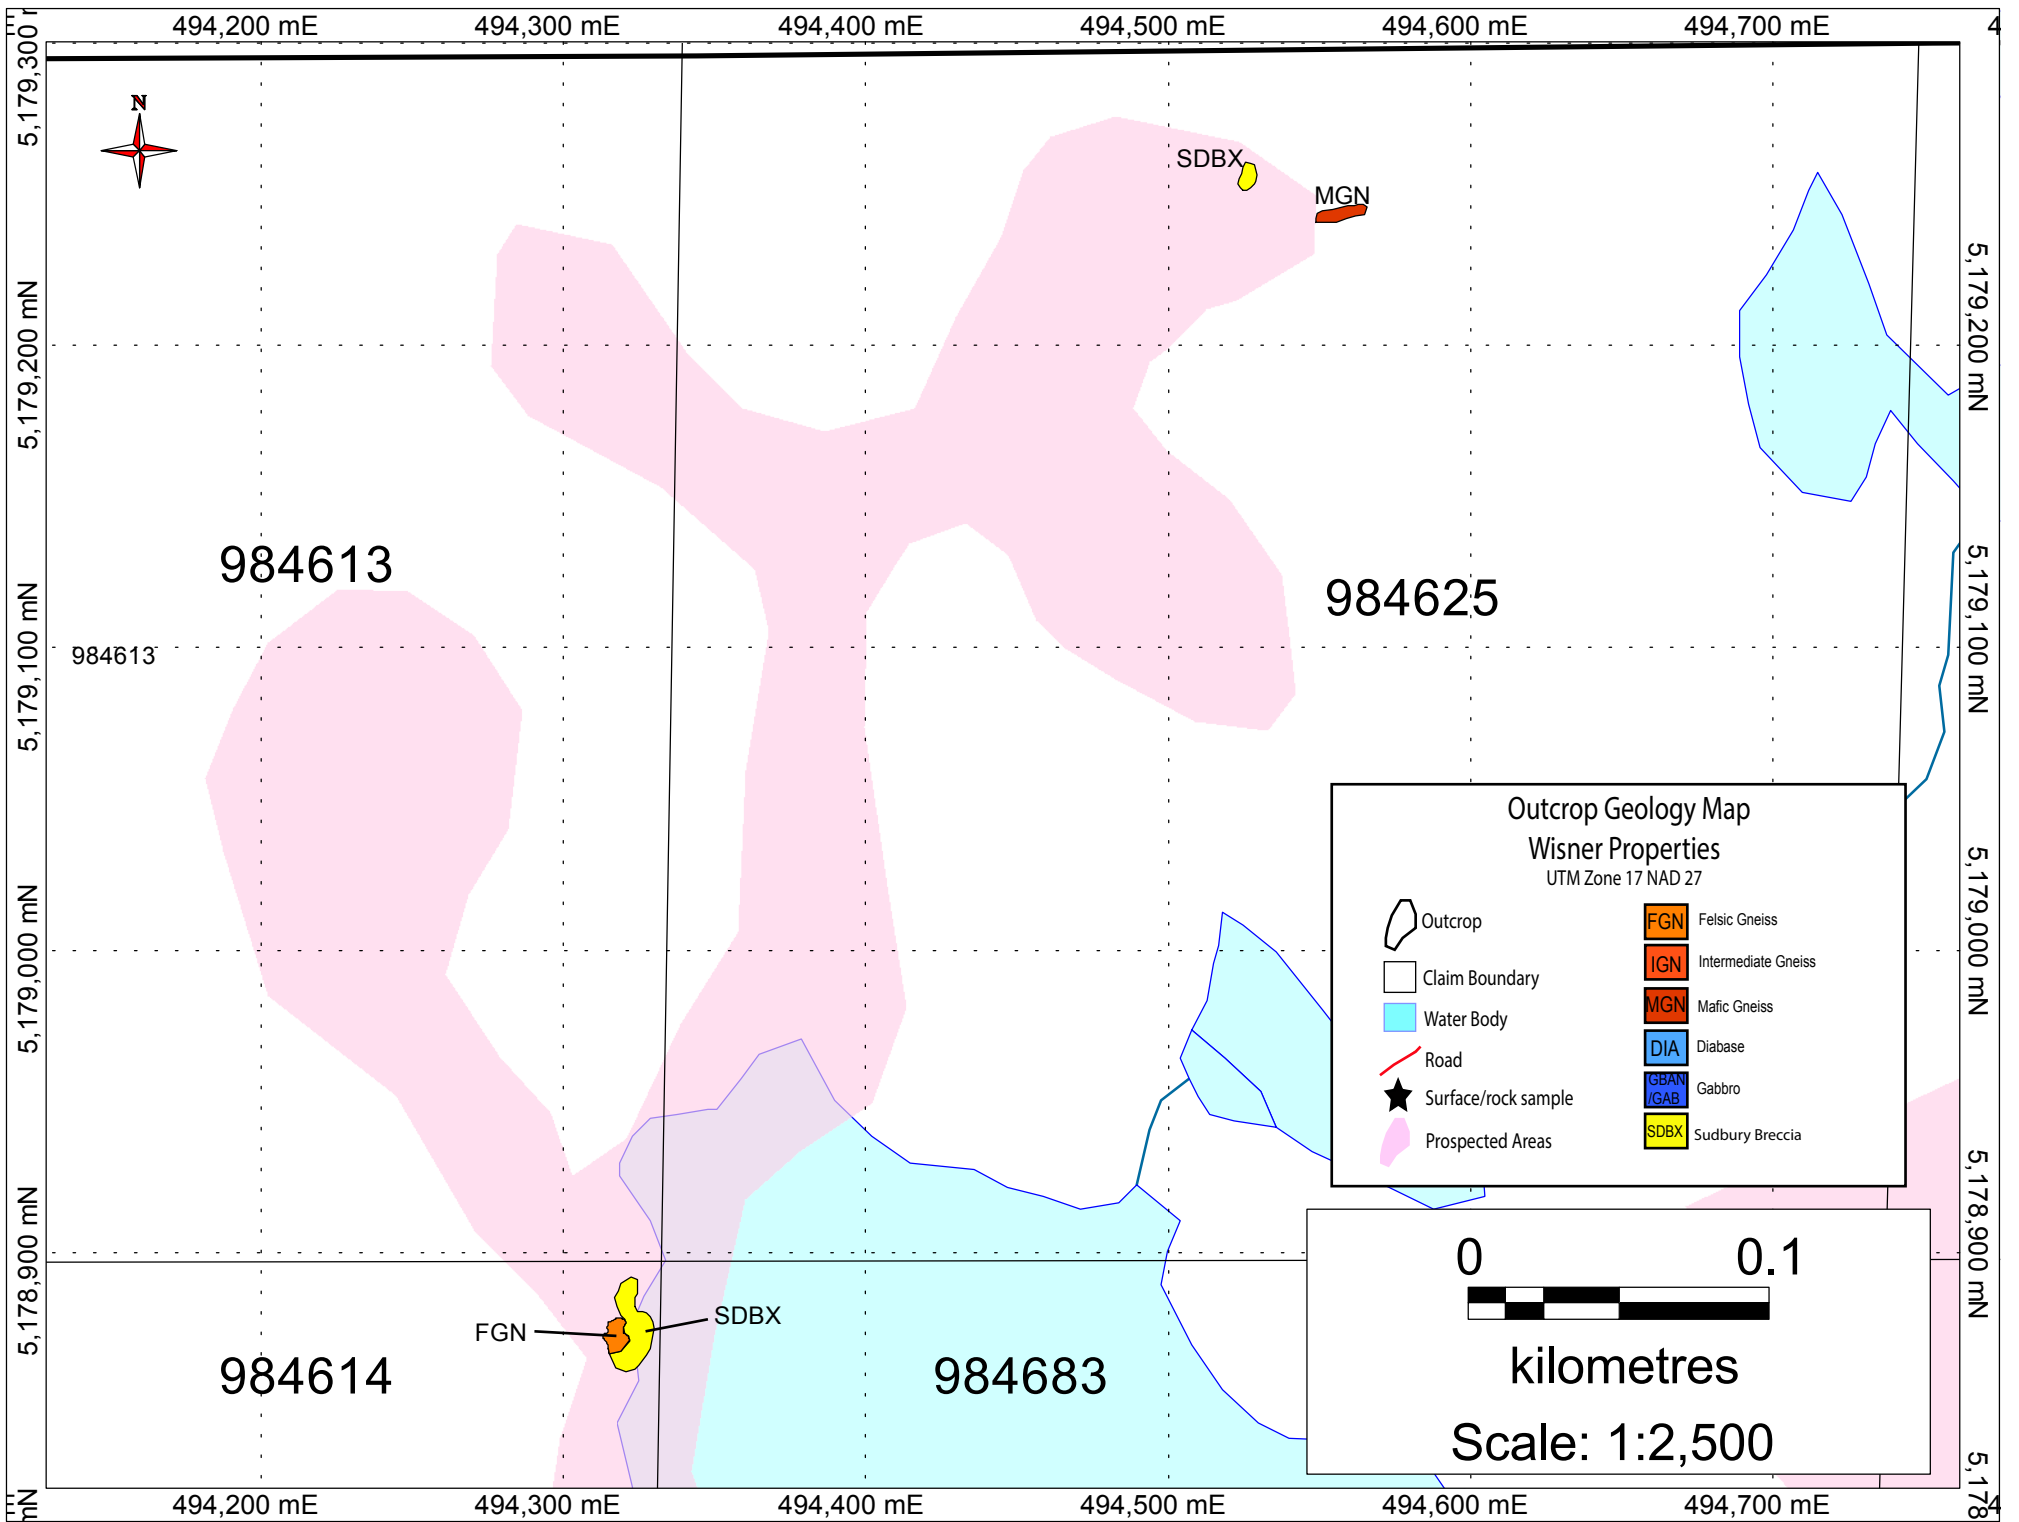 494,200 mE 494,300 mE 494,400 mE 494,500 mE 494,600 mE 494,700 mE 4
5,179,300
N
SDBX
MGN
5,179,200 mN
5,179,200 mN
984613
984625
984613
5,179,100 mN
5,179,100 mN
Outcrop Geology Map
Wisner Properties
UTM Zone 17 NAD 27
Outcrop
Claim Boundary
Water Body
Road
Surface/rock sample
Prospected Areas
FGN Felsic Gneiss
IGN Intermediate Gneiss
MGN Mafic Gneiss
DIA Diabase
GBAN
/GAB Gabbro
SDBX Sudbury Breccia
5,179,000 mN
5,179,000 mN
5,178,900 mN
5,178,900 mN
0 0.1
kilometres
Scale: 1:2,500
FGN
SDBX
984614
984683
5,178
mN
494,200 mE 494,300 mE 494,400 mE 494,500 mE 494,600 mE 494,700 mE 4